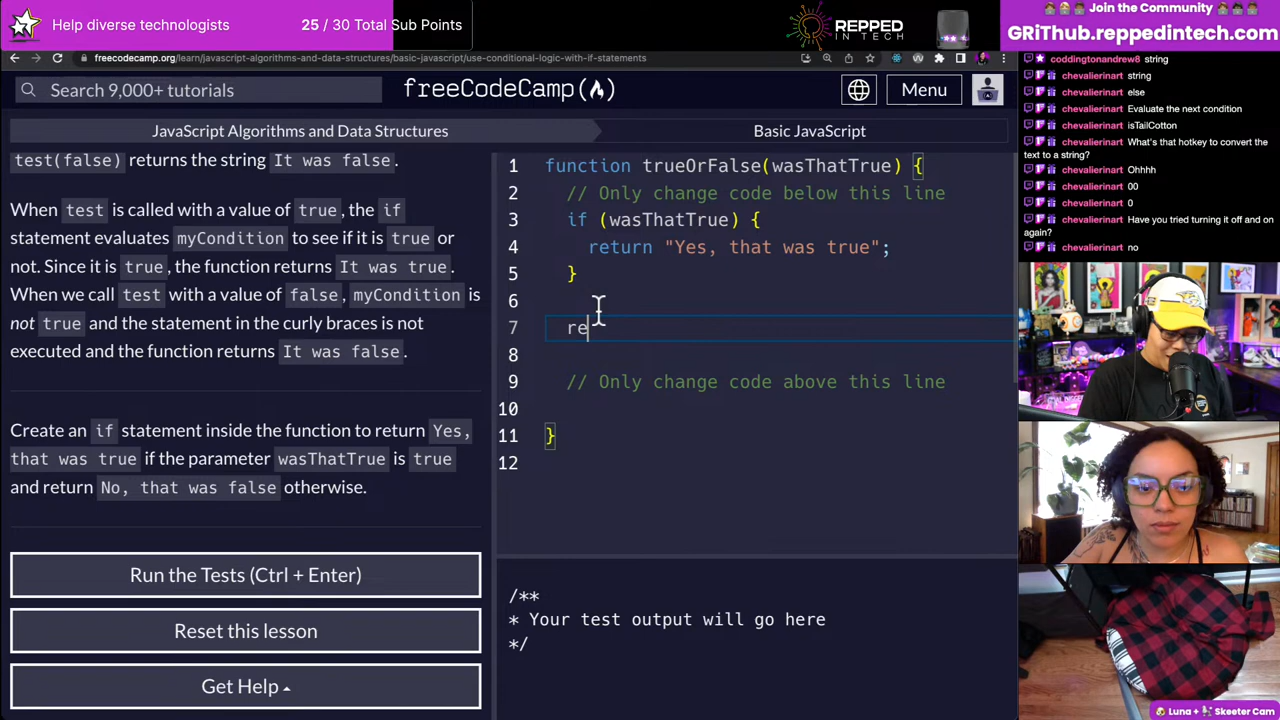 Help diverse technologists
25 / 30 Total Sub Points
REPPED
IN TECH
Join the Community
GRiThub.reppedintech.com
freecodecamp.org/learn/javascript-algorithms-and-data-structures/basic-javascript/use-conditional-logic-with-if-statements
Search 9,000+ tutorials
freeCodeCamp
Menu
JavaScript Algorithms and Data Structures
Basic JavaScript
test(false) returns the string It was false.
When test is called with a value of true, the if
statement evaluates myCondition to see if it is true or
not. Since it is true, the function returns It was true.
When we call test with a value of false, myCondition is
not true and the statement in the curly braces is not
executed and the function returns It was false.
Create an if statement inside the function to return Yes,
that was true if the parameter wasThatTrue is true
and return No, that was false otherwise.
Run the Tests (Ctrl + Enter)
Reset this lesson
Get Help
1 function trueOrFalse(wasThatTrue) {
2 // Only change code below this line
3 if (wasThatTrue) {
4 return "Yes, that was true";
5 }
6
7 re
8
9 // Only change code above this line
10
11 }
12
/**
* Your test output will go here
*/
coddingtonandrew8 string
chevalierinart string
chevalierinart else
chevalierinart Evaluate the next condition
chevalierinart isTailCotton
chevalierinart What's that hotkey to convert the
text to a string?
chevalierinart Ohhhh
chevalierinart 00
chevalierinart 0
chevalierinart Have you tried turning it off and on
again?
chevalierinart no
Luna + Skeeter Cam